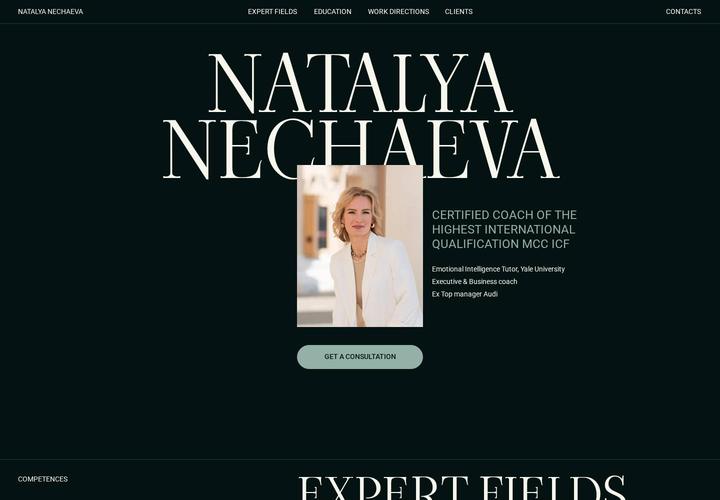 NATALYA NECHAEVA
EXPERT FIELDS
EDUCATION
WORK DIRECTIONS
CLIENTS
CONTACTS
NATALYA
NECHAEVA
CERTIFIED COACH OF THE
HIGHEST INTERNATIONAL
QUALIFICATION MCC ICF
Emotional Intelligence Tutor, Yale University
Executive & Business coach
Ex Top manager Audi
GET A CONSULTATION
COMPETENCES
EXPERT FIELDS